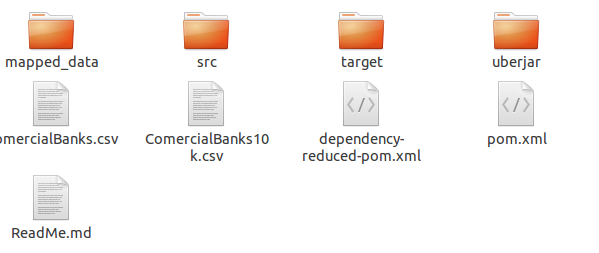 mapped_data
src
target
uberjar
omercialBanks.csv
ComercialBanks10
k.csv
dependency-
reduced-pom.xml
pom.xml
ReadMe.md